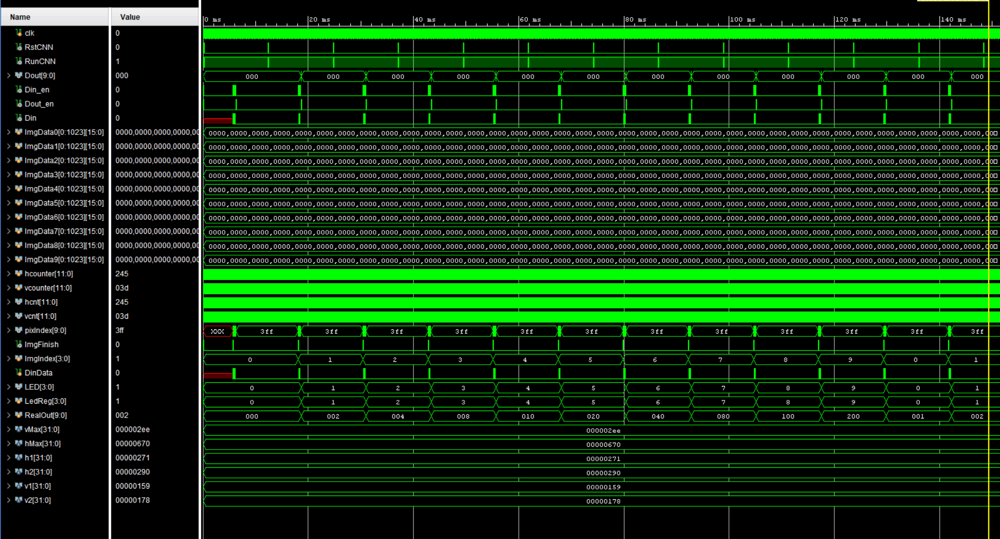 Name Value 0 ms 20 ms 40 ms 60 ms 80 ms 100 ms 120 ms 140 ms
clk 0
RstCNN 0
RunCNN 1
Dout[9:0] 000 000 000 000 000 000 000 000 000 000 000 000 000
Din_en 0
Dout_en 0
Din 0
ImgData0[0:1023][15:0] 0000,0000,0000,0000,00 0000,0000,0000,0000,0000,0000,0000,0000,0000,0000,0000,0000,0000,0000,0000,0000,0000,0000,0000,0000,0000,0000,0000,0000,0000,0000,0000,0000,0000,0000,0000,0000,0000,0000,0000,0000,00
ImgData1[0:1023][15:0] 0000,0000,0000,0000,00 0000,0000,0000,0000,0000,0000,0000,0000,0000,0000,0000,0000,0000,0000,0000,0000,0000,0000,0000,0000,0000,0000,0000,0000,0000,0000,0000,0000,0000,0000,0000,0000,0000,0000,0000,0000,00
ImgData2[0:1023][15:0] 0000,0000,0000,0000,00 0000,0000,0000,0000,0000,0000,0000,0000,0000,0000,0000,0000,0000,0000,0000,0000,0000,0000,0000,0000,0000,0000,0000,0000,0000,0000,0000,0000,0000,0000,0000,0000,0000,0000,0000,0000,00
ImgData3[0:1023][15:0] 0000,0000,0000,0000,00 0000,0000,0000,0000,0000,0000,0000,0000,0000,0000,0000,0000,0000,0000,0000,0000,0000,0000,0000,0000,0000,0000,0000,0000,0000,0000,0000,0000,0000,0000,0000,0000,0000,0000,0000,0000,00
ImgData4[0:1023][15:0] 0000,0000,0000,0000,00 0000,0000,0000,0000,0000,0000,0000,0000,0000,0000,0000,0000,0000,0000,0000,0000,0000,0000,0000,0000,0000,0000,0000,0000,0000,0000,0000,0000,0000,0000,0000,0000,0000,0000,0000,0000,00
ImgData5[0:1023][15:0] 0000,0000,0000,0000,00 0000,0000,0000,0000,0000,0000,0000,0000,0000,0000,0000,0000,0000,0000,0000,0000,0000,0000,0000,0000,0000,0000,0000,0000,0000,0000,0000,0000,0000,0000,0000,0000,0000,0000,0000,0000,00
ImgData6[0:1023][15:0] 0000,0000,0000,0000,00 0000,0000,0000,0000,0000,0000,0000,0000,0000,0000,0000,0000,0000,0000,0000,0000,0000,0000,0000,0000,0000,0000,0000,0000,0000,0000,0000,0000,0000,0000,0000,0000,0000,0000,0000,0000,00
ImgData7[0:1023][15:0] 0000,0000,0000,0000,00 0000,0000,0000,0000,0000,0000,0000,0000,0000,0000,0000,0000,0000,0000,0000,0000,0000,0000,0000,0000,0000,0000,0000,0000,0000,0000,0000,0000,0000,0000,0000,0000,0000,0000,0000,0000,00
ImgData8[0:1023][15:0] 0000,0000,0000,0000,00 0000,0000,0000,0000,0000,0000,0000,0000,0000,0000,0000,0000,0000,0000,0000,0000,0000,0000,0000,0000,0000,0000,0000,0000,0000,0000,0000,0000,0000,0000,0000,0000,0000,0000,0000,0000,00
ImgData9[0:1023][15:0] 0000,0000,0000,0000,00 0000,0000,0000,0000,0000,0000,0000,0000,0000,0000,0000,0000,0000,0000,0000,0000,0000,0000,0000,0000,0000,0000,0000,0000,0000,0000,0000,0000,0000,0000,0000,0000,0000,0000,0000,0000,00
hcounter[11:0] 245
vcounter[11:0] 03d
hcnt[11:0] 245
vcnt[11:0] 03d
pixIndex[9:0] 3ff XXX 3ff 3ff 3ff 3ff 3ff 3ff 3ff 3ff 3ff 3ff 3ff 3ff
ImgFinish 0
ImgIndex[3:0] 1 0 1 2 3 4 5 6 7 8 9 0 1
DinData 0
LED[3:0] 1 0 1 2 3 4 5 6 7 8 9 0 1
LedReg[3:0] 1 0 1 2 3 4 5 6 7 8 9 0 1
RealOut[9:0] 002 000 002 004 008 010 020 040 080 100 200 001 002
vMax[31:0] 000002ee 000002ee
hMax[31:0] 00000670 00000670
h1[31:0] 00000271 00000271
h2[31:0] 00000290 00000290
v1[31:0] 00000159 00000159
v2[31:0] 00000178 00000178